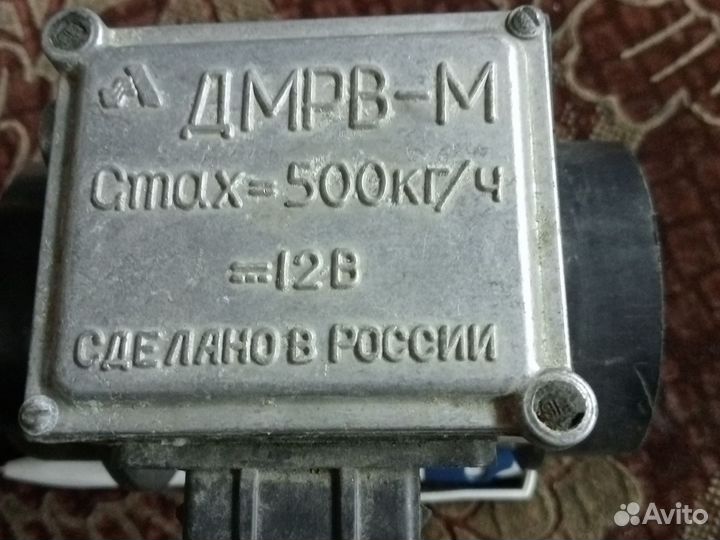 ДМРВ-М
Gmax=500кг/ч
=12В
СДЕЛАНО В РОССИИ
Avito